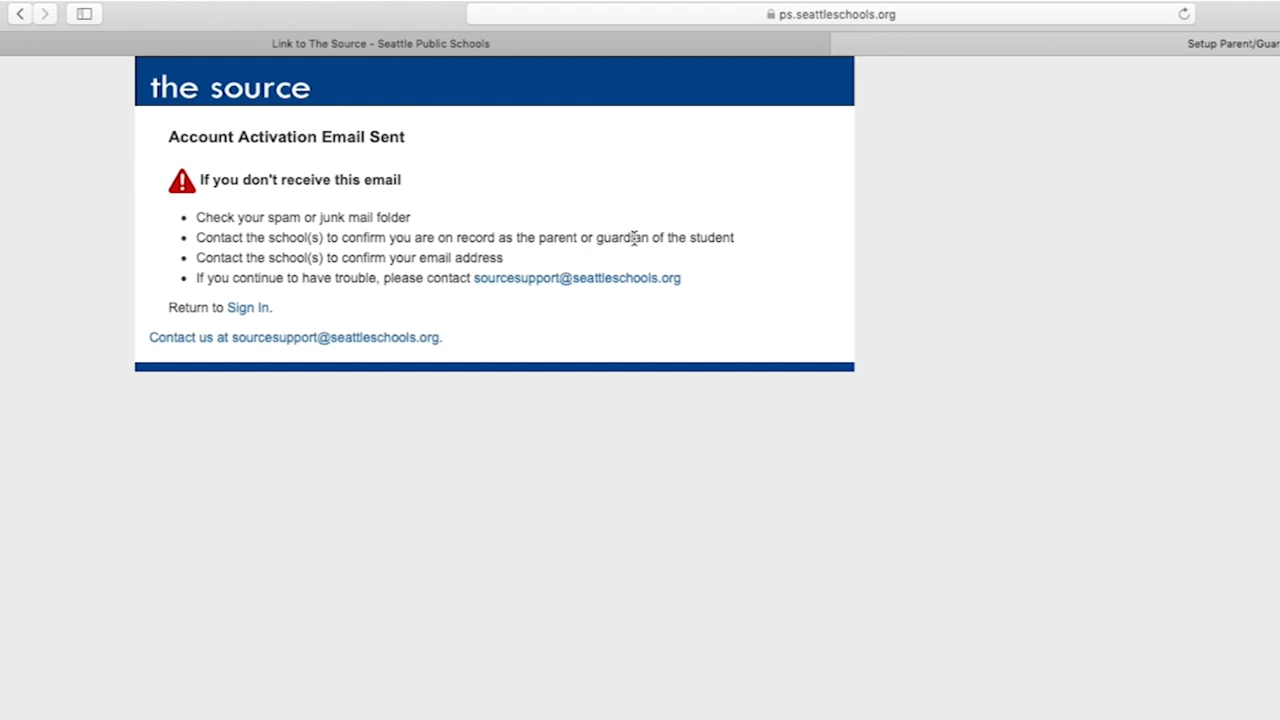 ps.seattleschools.org
Link to The Source - Seattle Public Schools
Setup Parent/Guar
the source
Account Activation Email Sent
If you don't receive this email
• Check your spam or junk mail folder
• Contact the school(s) to confirm you are on record as the parent or guardian of the student
• Contact the school(s) to confirm your email address
• If you continue to have trouble, please contact sourcesupport@seattleschools.org
Return to Sign In.
Contact us at sourcesupport@seattleschools.org.